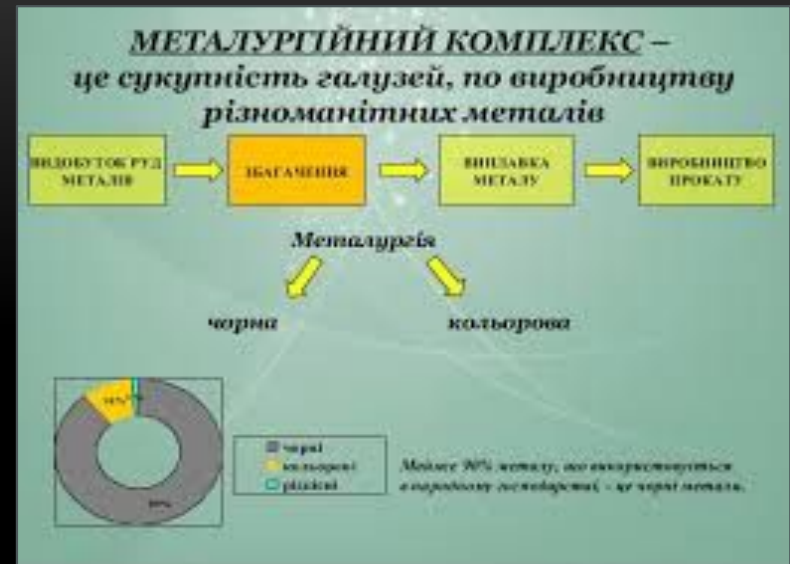 МЕТАЛУРГІЙНИЙ КОМПЛЕКС –
це сукупність галузей, по виробництву
різноманітних металів
ВИДОБУТОК РУД
МЕТАЛІВ
ЗБАГАЧЕННЯ
ВИПЛАВКА
МЕТАЛУ
ВИРОБНИЦТВО
ПРОКАТУ
Металургія
чорна
кольорова
чорні
кольорові
рідкісні
Майже 90% металу, що використовується
в народному господарстві, - це чорні метали.